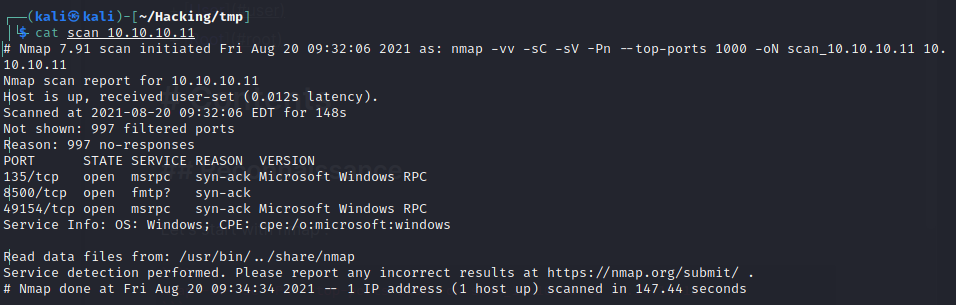 ┌──(kali㉿kali)-[~/Hacking/tmp]
└─$ cat scan_10.10.10.11
# Nmap 7.91 scan initiated Fri Aug 20 09:32:06 2021 as: nmap -vv -sC -sV -Pn --top-ports 1000 -oN scan_10.10.10.11 10.
10.10.11
Nmap scan report for 10.10.10.11
Host is up, received user-set (0.012s latency).
Scanned at 2021-08-20 09:32:06 EDT for 148s
Not shown: 997 filtered ports
Reason: 997 no-responses
PORT      STATE SERVICE REASON  VERSION
135/tcp   open  msrpc   syn-ack Microsoft Windows RPC
8500/tcp  open  fmtp?   syn-ack
49154/tcp open  msrpc   syn-ack Microsoft Windows RPC
Service Info: OS: Windows; CPE: cpe:/o:microsoft:windows
Read data files from: /usr/bin/../share/nmap
Service detection performed. Please report any incorrect results at https://nmap.org/submit/ .
# Nmap done at Fri Aug 20 09:34:34 2021 -- 1 IP address (1 host up) scanned in 147.44 seconds